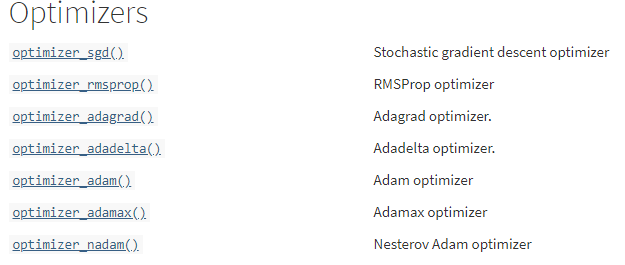 Optimizers
optimizer_sgd() Stochastic gradient descent optimizer
optimizer_rmsprop() RMSProp optimizer
optimizer_adagrad() Adagrad optimizer.
optimizer_adadelta() Adadelta optimizer.
optimizer_adam() Adam optimizer
optimizer_adamax() Adamax optimizer
optimizer_nadam() Nesterov Adam optimizer